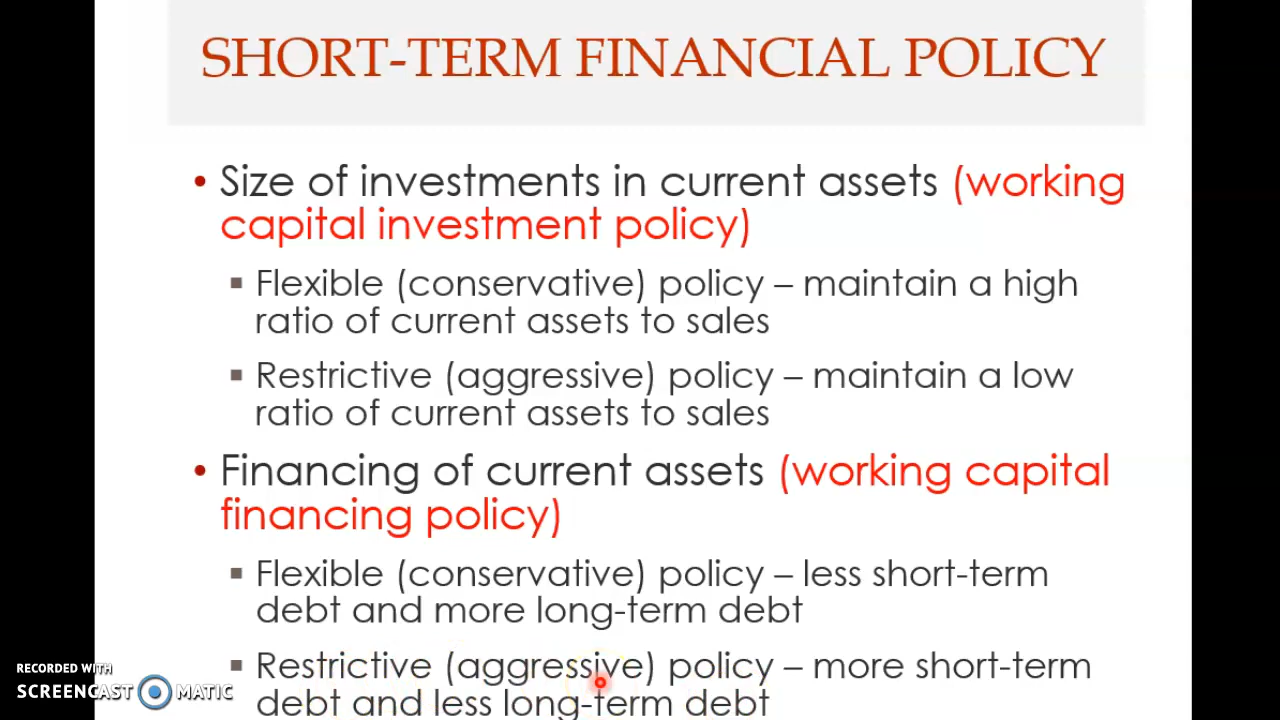 SHORT-TERM FINANCIAL POLICY
• Size of investments in current assets (working
capital investment policy)
▪ Flexible (conservative) policy – maintain a high
ratio of current assets to sales
▪ Restrictive (aggressive) policy – maintain a low
ratio of current assets to sales
• Financing of current assets (working capital
financing policy)
▪ Flexible (conservative) policy – less short-term
debt and more long-term debt
▪ Restrictive (aggressive) policy – more short-term
debt and less long-term debt
RECORDED WITH
SCREENCAST MATIC